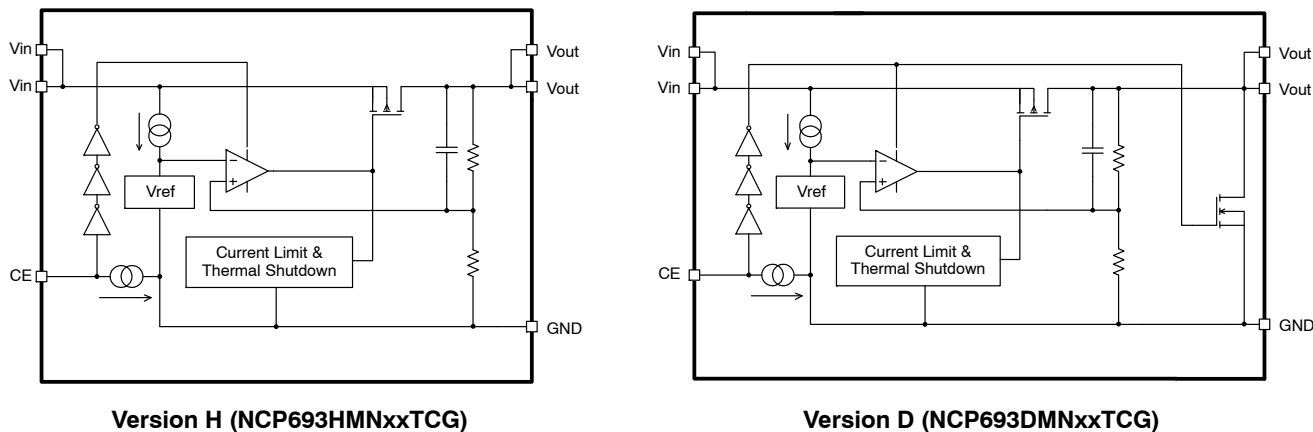 Vin
Vin
Vout
Vout
−
+
Vref
Current Limit &
Thermal Shutdown
CE
GND
Version H (NCP693HMNxxTCG)
Vin
Vin
Vout
Vout
−
+
Vref
Current Limit &
Thermal Shutdown
CE
GND
Version D (NCP693DMNxxTCG)